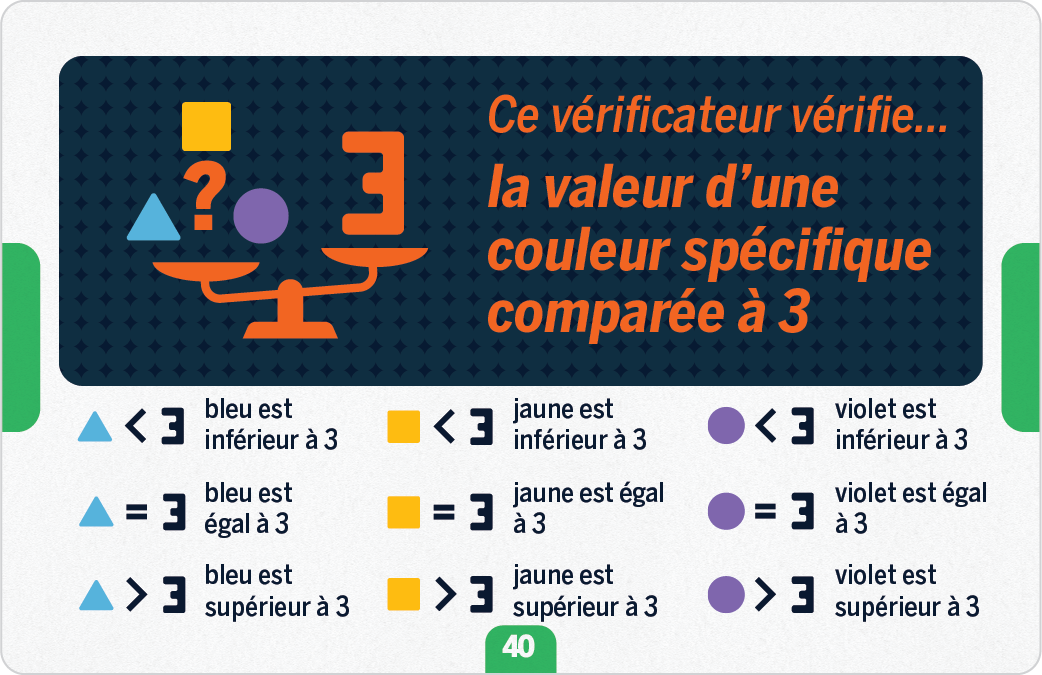 Ce vérificateur vérifie...
la valeur d'une
couleur spécifique
comparée à 3
?
3
< 3 bleu est
inférieur à 3
< 3 jaune est
inférieur à 3
< 3 violet est
inférieur à 3
= 3 bleu est
égal à 3
= 3 jaune est égal
à 3
= 3 violet est égal
à 3
> 3 bleu est
supérieur à 3
> 3 jaune est
supérieur à 3
> 3 violet est
supérieur à 3
40